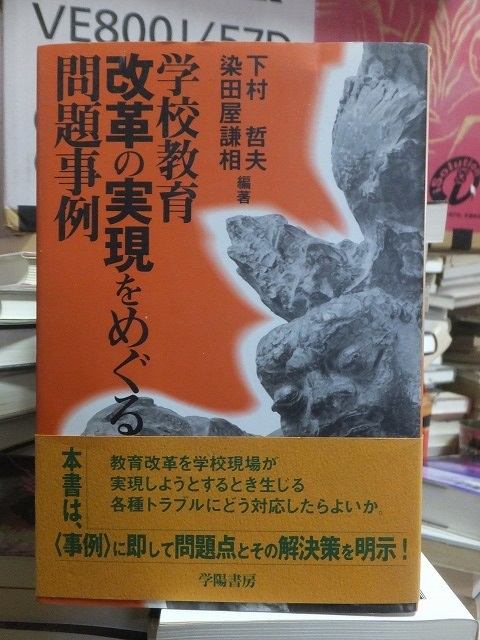 VE800J/57D
下村 哲夫
染田屋謙相 編著
学校教育
改革の実現をめぐる
問題事例
本書は、
教育改革を学校現場が
実現しようとするとき生じる
各種トラブルにどう対応したらよいか。
〈事例〉に即して問題点とその解決策を明示!
学陽書房